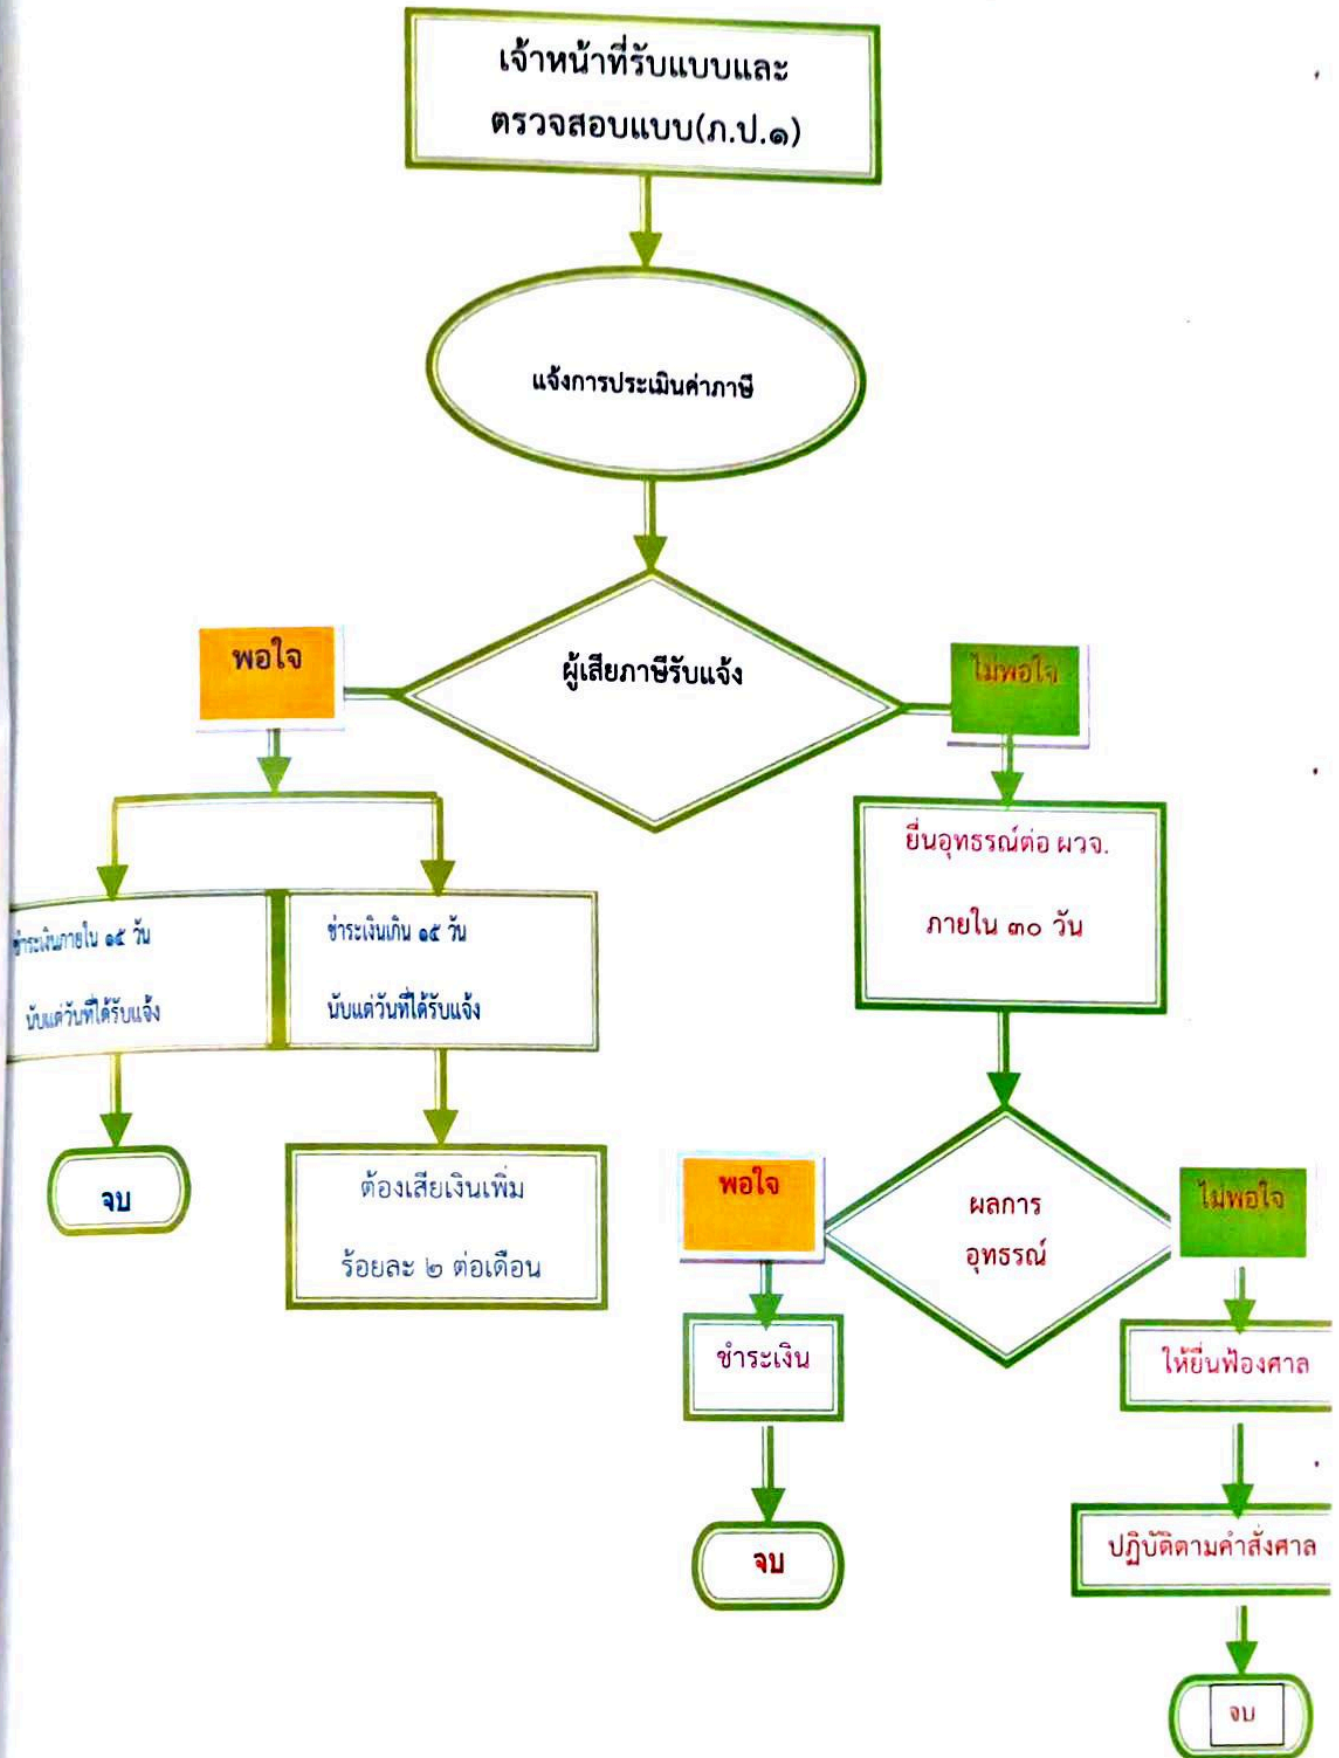 เจ้าหน้าที่รับแบบและ
ตรวจสอบแบบ(ภ.ป.๑)
แจ้งการประเมินค่าภาษี
ผู้เสียภาษีรับแจ้ง
พอใจ
ไม่พอใจ
ชำระเงินภายใน ๑๕ วัน
นับแต่วันที่ได้รับแจ้ง
ชำระเงินเกิน ๑๕ วัน
นับแต่วันที่ได้รับแจ้ง
ยื่นอุทธรณ์ต่อ ผวจ.
ภายใน ๓๐ วัน
จบ
ต้องเสียเงินเพิ่ม
ร้อยละ ๒ ต่อเดือน
พอใจ
ผลการ
อุทธรณ์
ไม่พอใจ
ชำระเงิน
ให้ยื่นฟ้องศาล
จบ
ปฏิบัติตามคำสั่งศาล
จบ